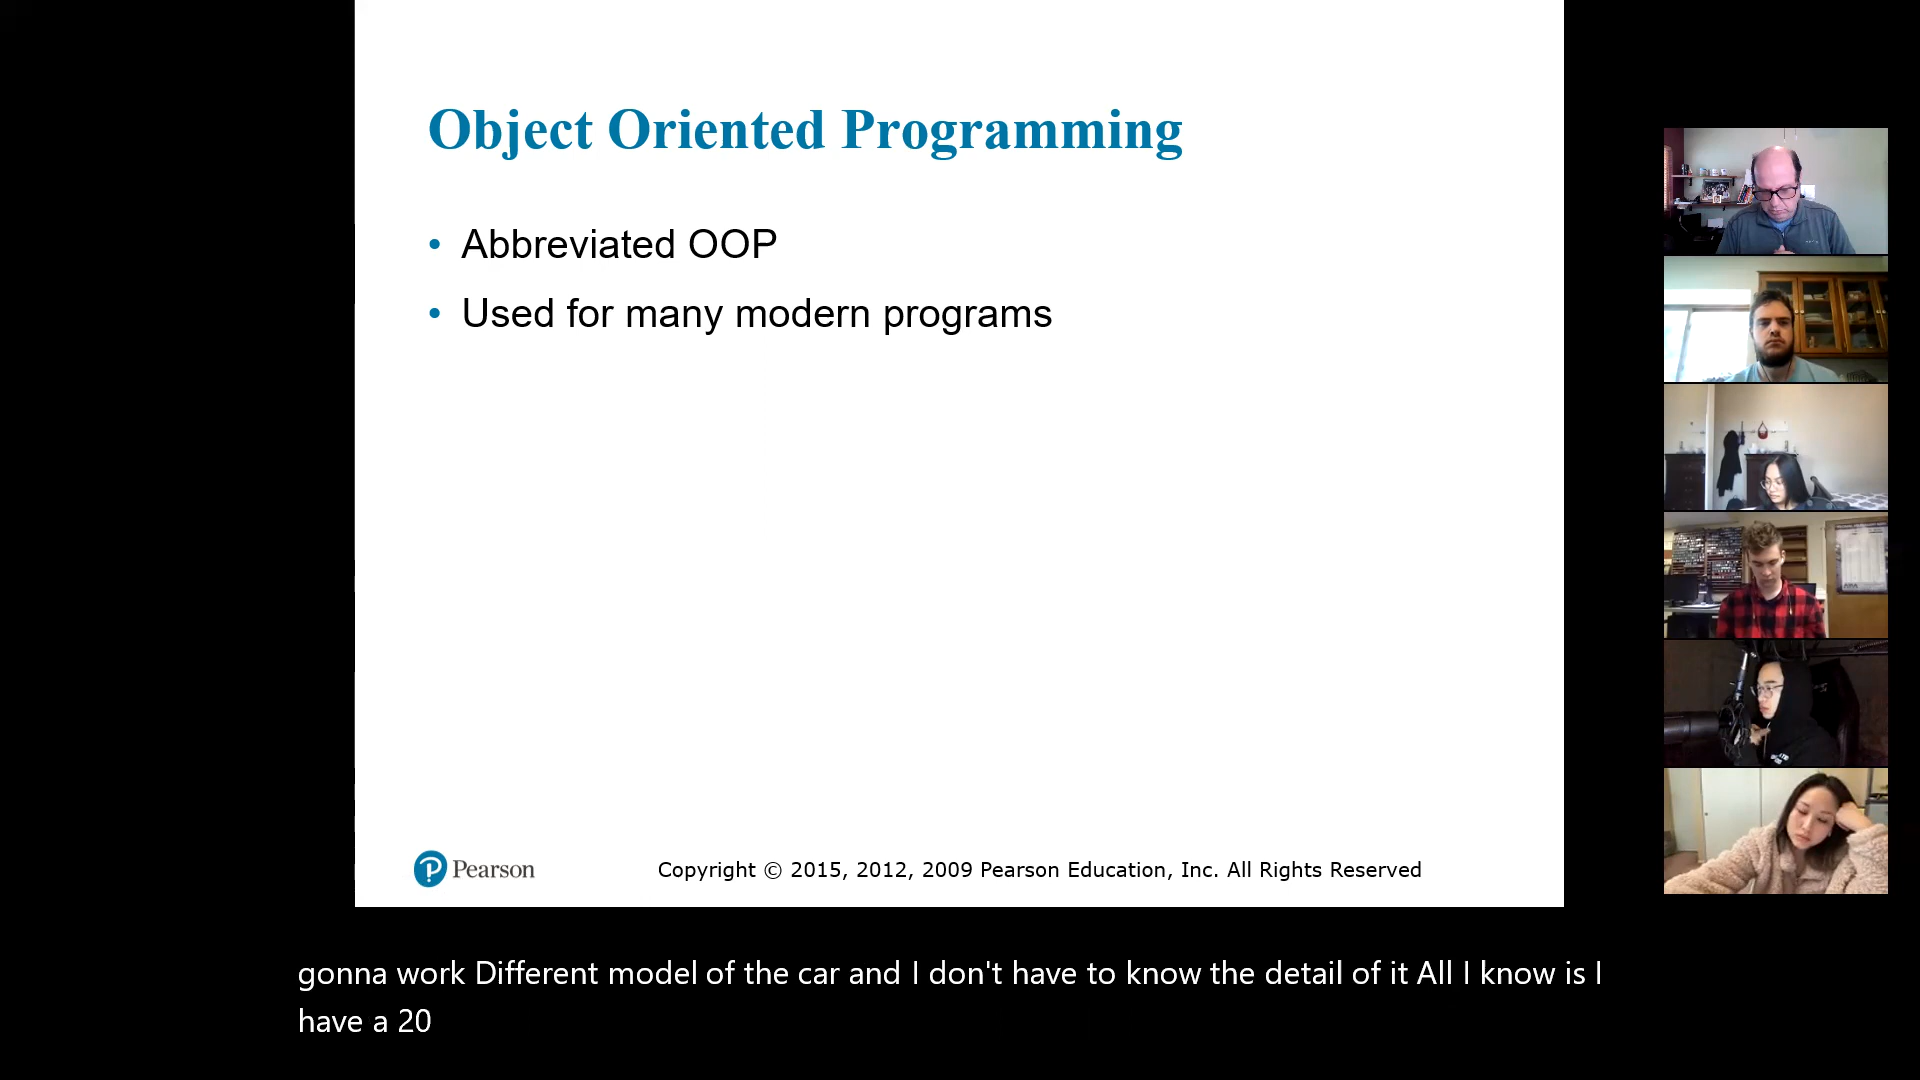 Object Oriented Programming
• Abbreviated OOP
• Used for many modern programs
Pearson
Copyright © 2015, 2012, 2009 Pearson Education, Inc. All Rights Reserved
gonna work Different model of the car and I don't have to know the detail of it All I know is I
have a 20